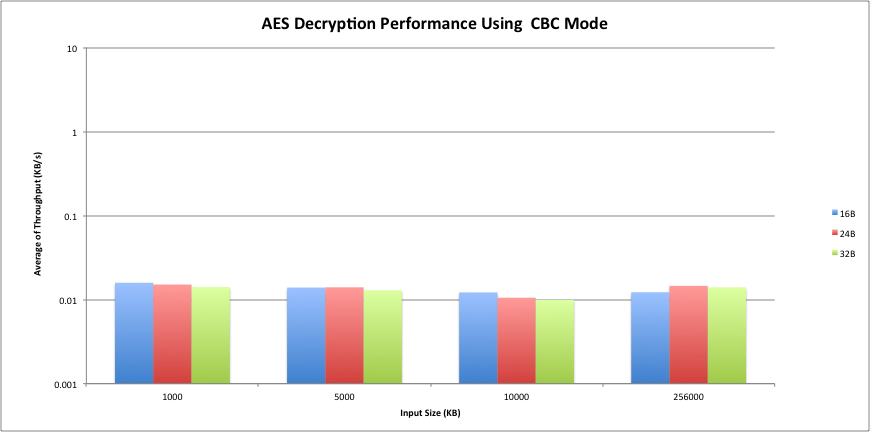 AES Decryption Performance Using CBC Mode
10
1
0.1
0.01
0.001
Average of Throughput (KB/s)
1000
5000
10000
256000
Input Size (KB)
16B
24B
32B